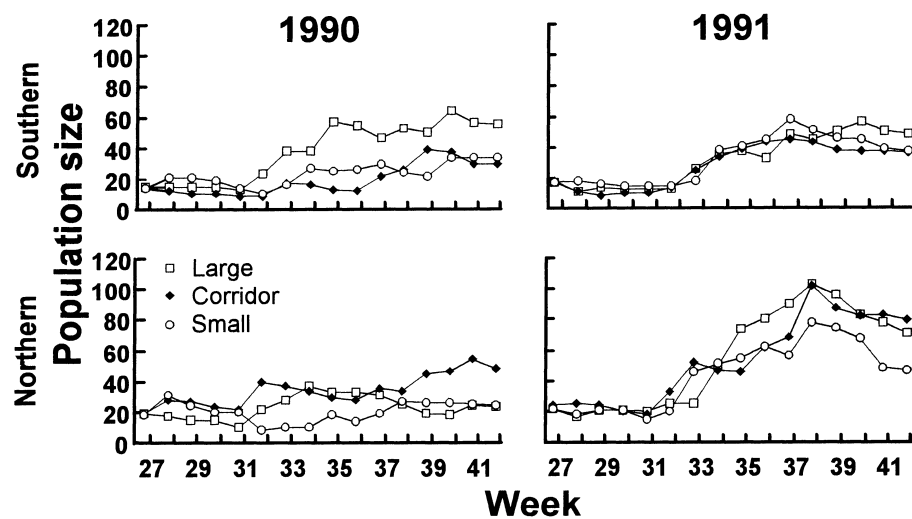 1990
1991
Southern
Northern
Population size
120
100
80
60
40
20
0
120
100
80
60
40
20
0
Large
Corridor
Small
27 29 31 33 35 37 39 41
27 29 31 33 35 37 39 41
Week